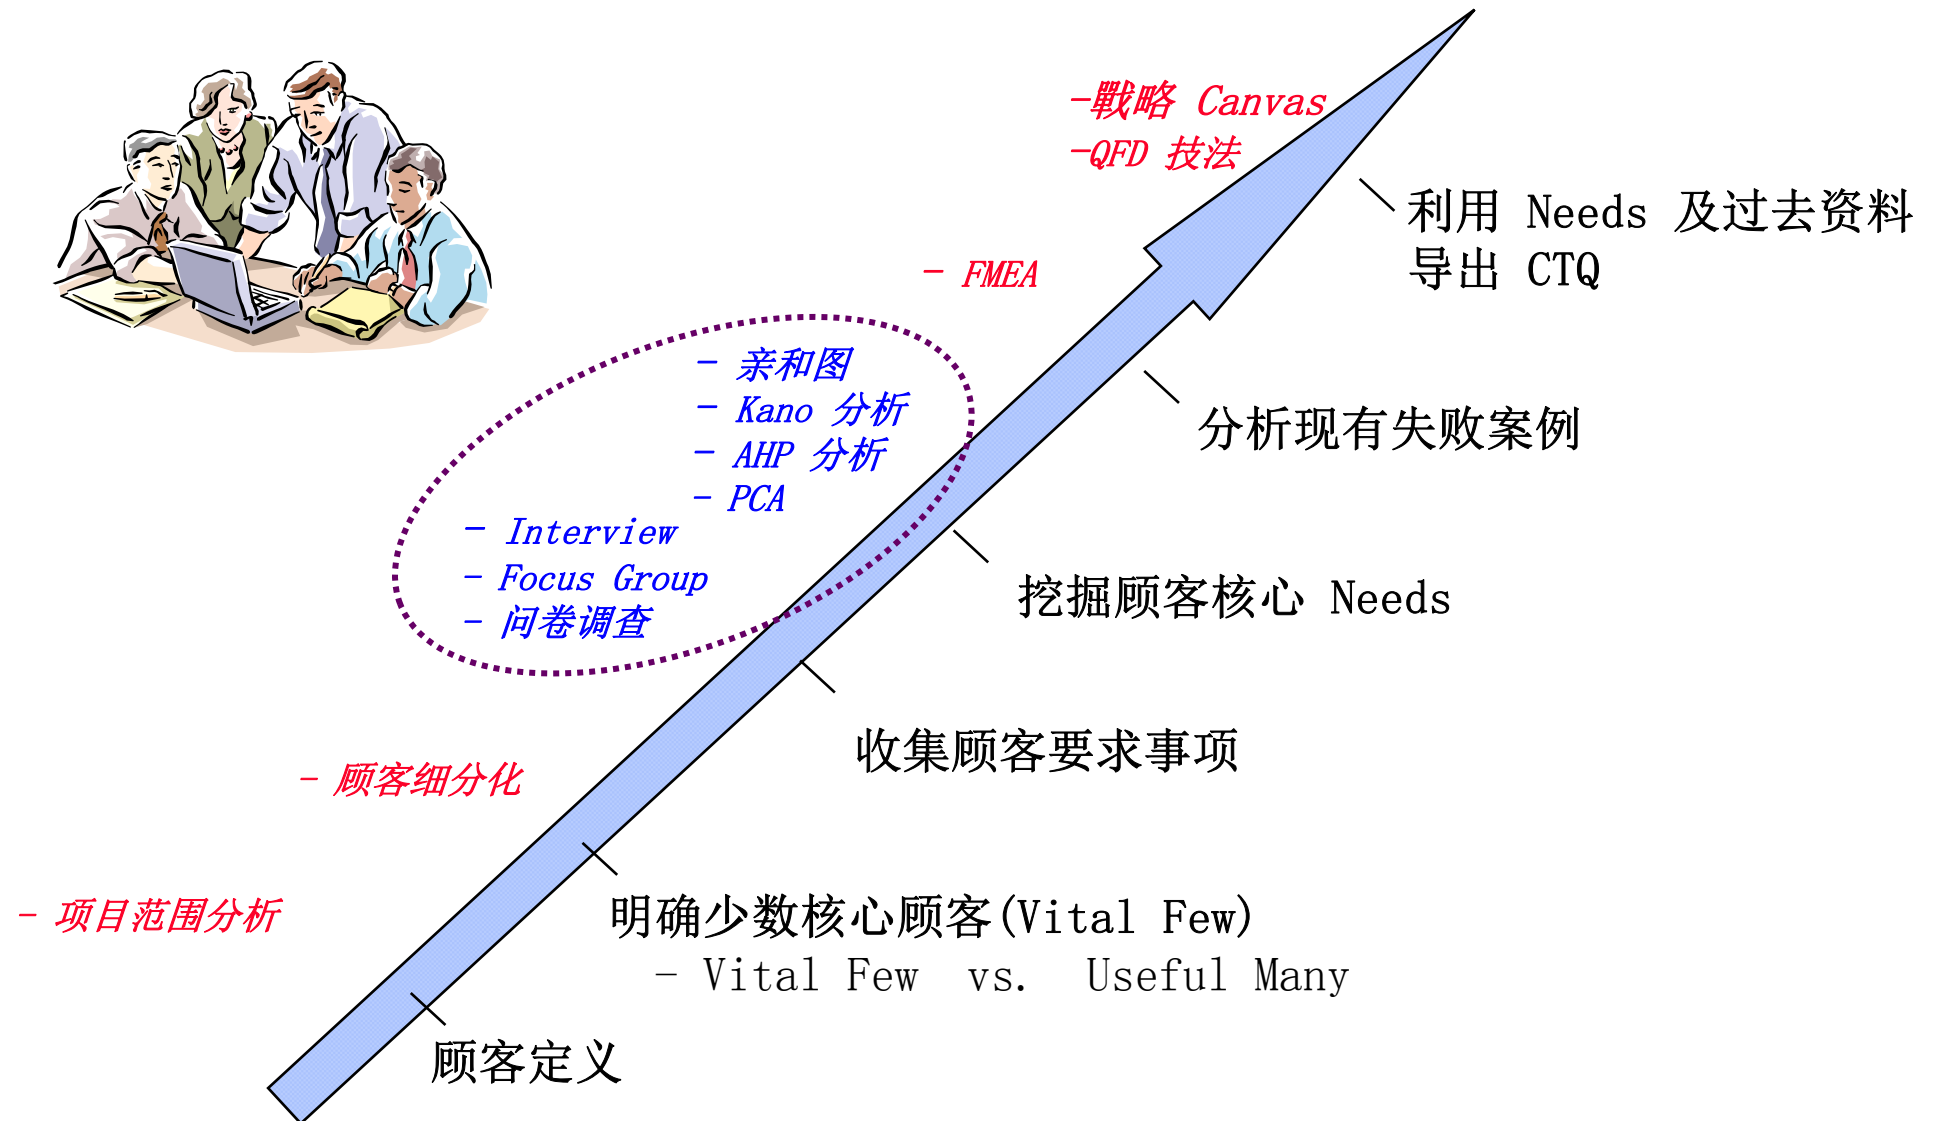 -戰略 Canvas
-QFD 技法
利用 Needs 及过去资料
导出 CTQ
- FMEA
- 亲和图
- Kano 分析
- AHP 分析
- PCA
分析现有失败案例
- Interview
- Focus Group
- 问卷调查
挖掘顾客核心 Needs
收集顾客要求事项
- 顾客细分化
- 项目范围分析
明确少数核心顾客(Vital Few)
- Vital Few vs. Useful Many
顾客定义